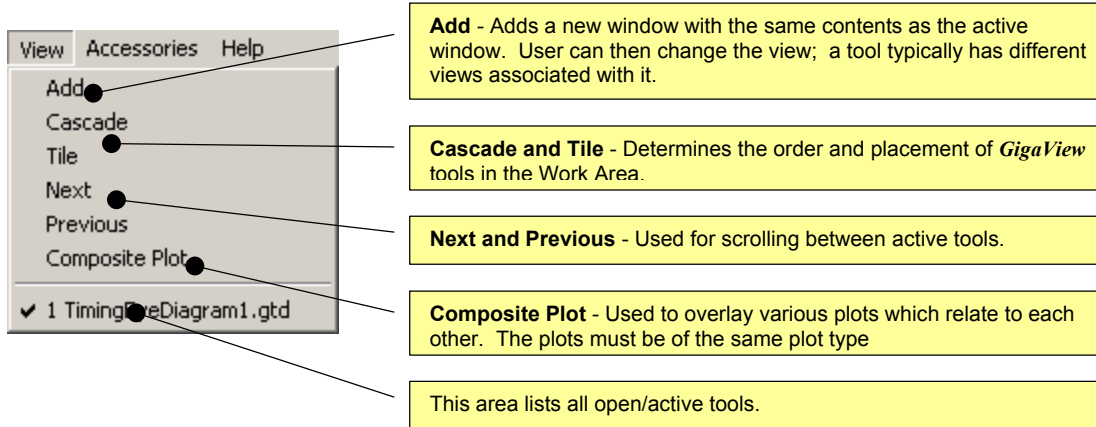 View Accessories Help
Add
Cascade
Tile
Next
Previous
Composite Plot
✔ 1 TimingEyeDiagram1.gtd
Add - Adds a new window with the same contents as the active
window. User can then change the view; a tool typically has different
views associated with it.
Cascade and Tile - Determines the order and placement of GigaView
tools in the Work Area.
Next and Previous - Used for scrolling between active tools.
Composite Plot - Used to overlay various plots which relate to each
other. The plots must be of the same plot type
This area lists all open/active tools.